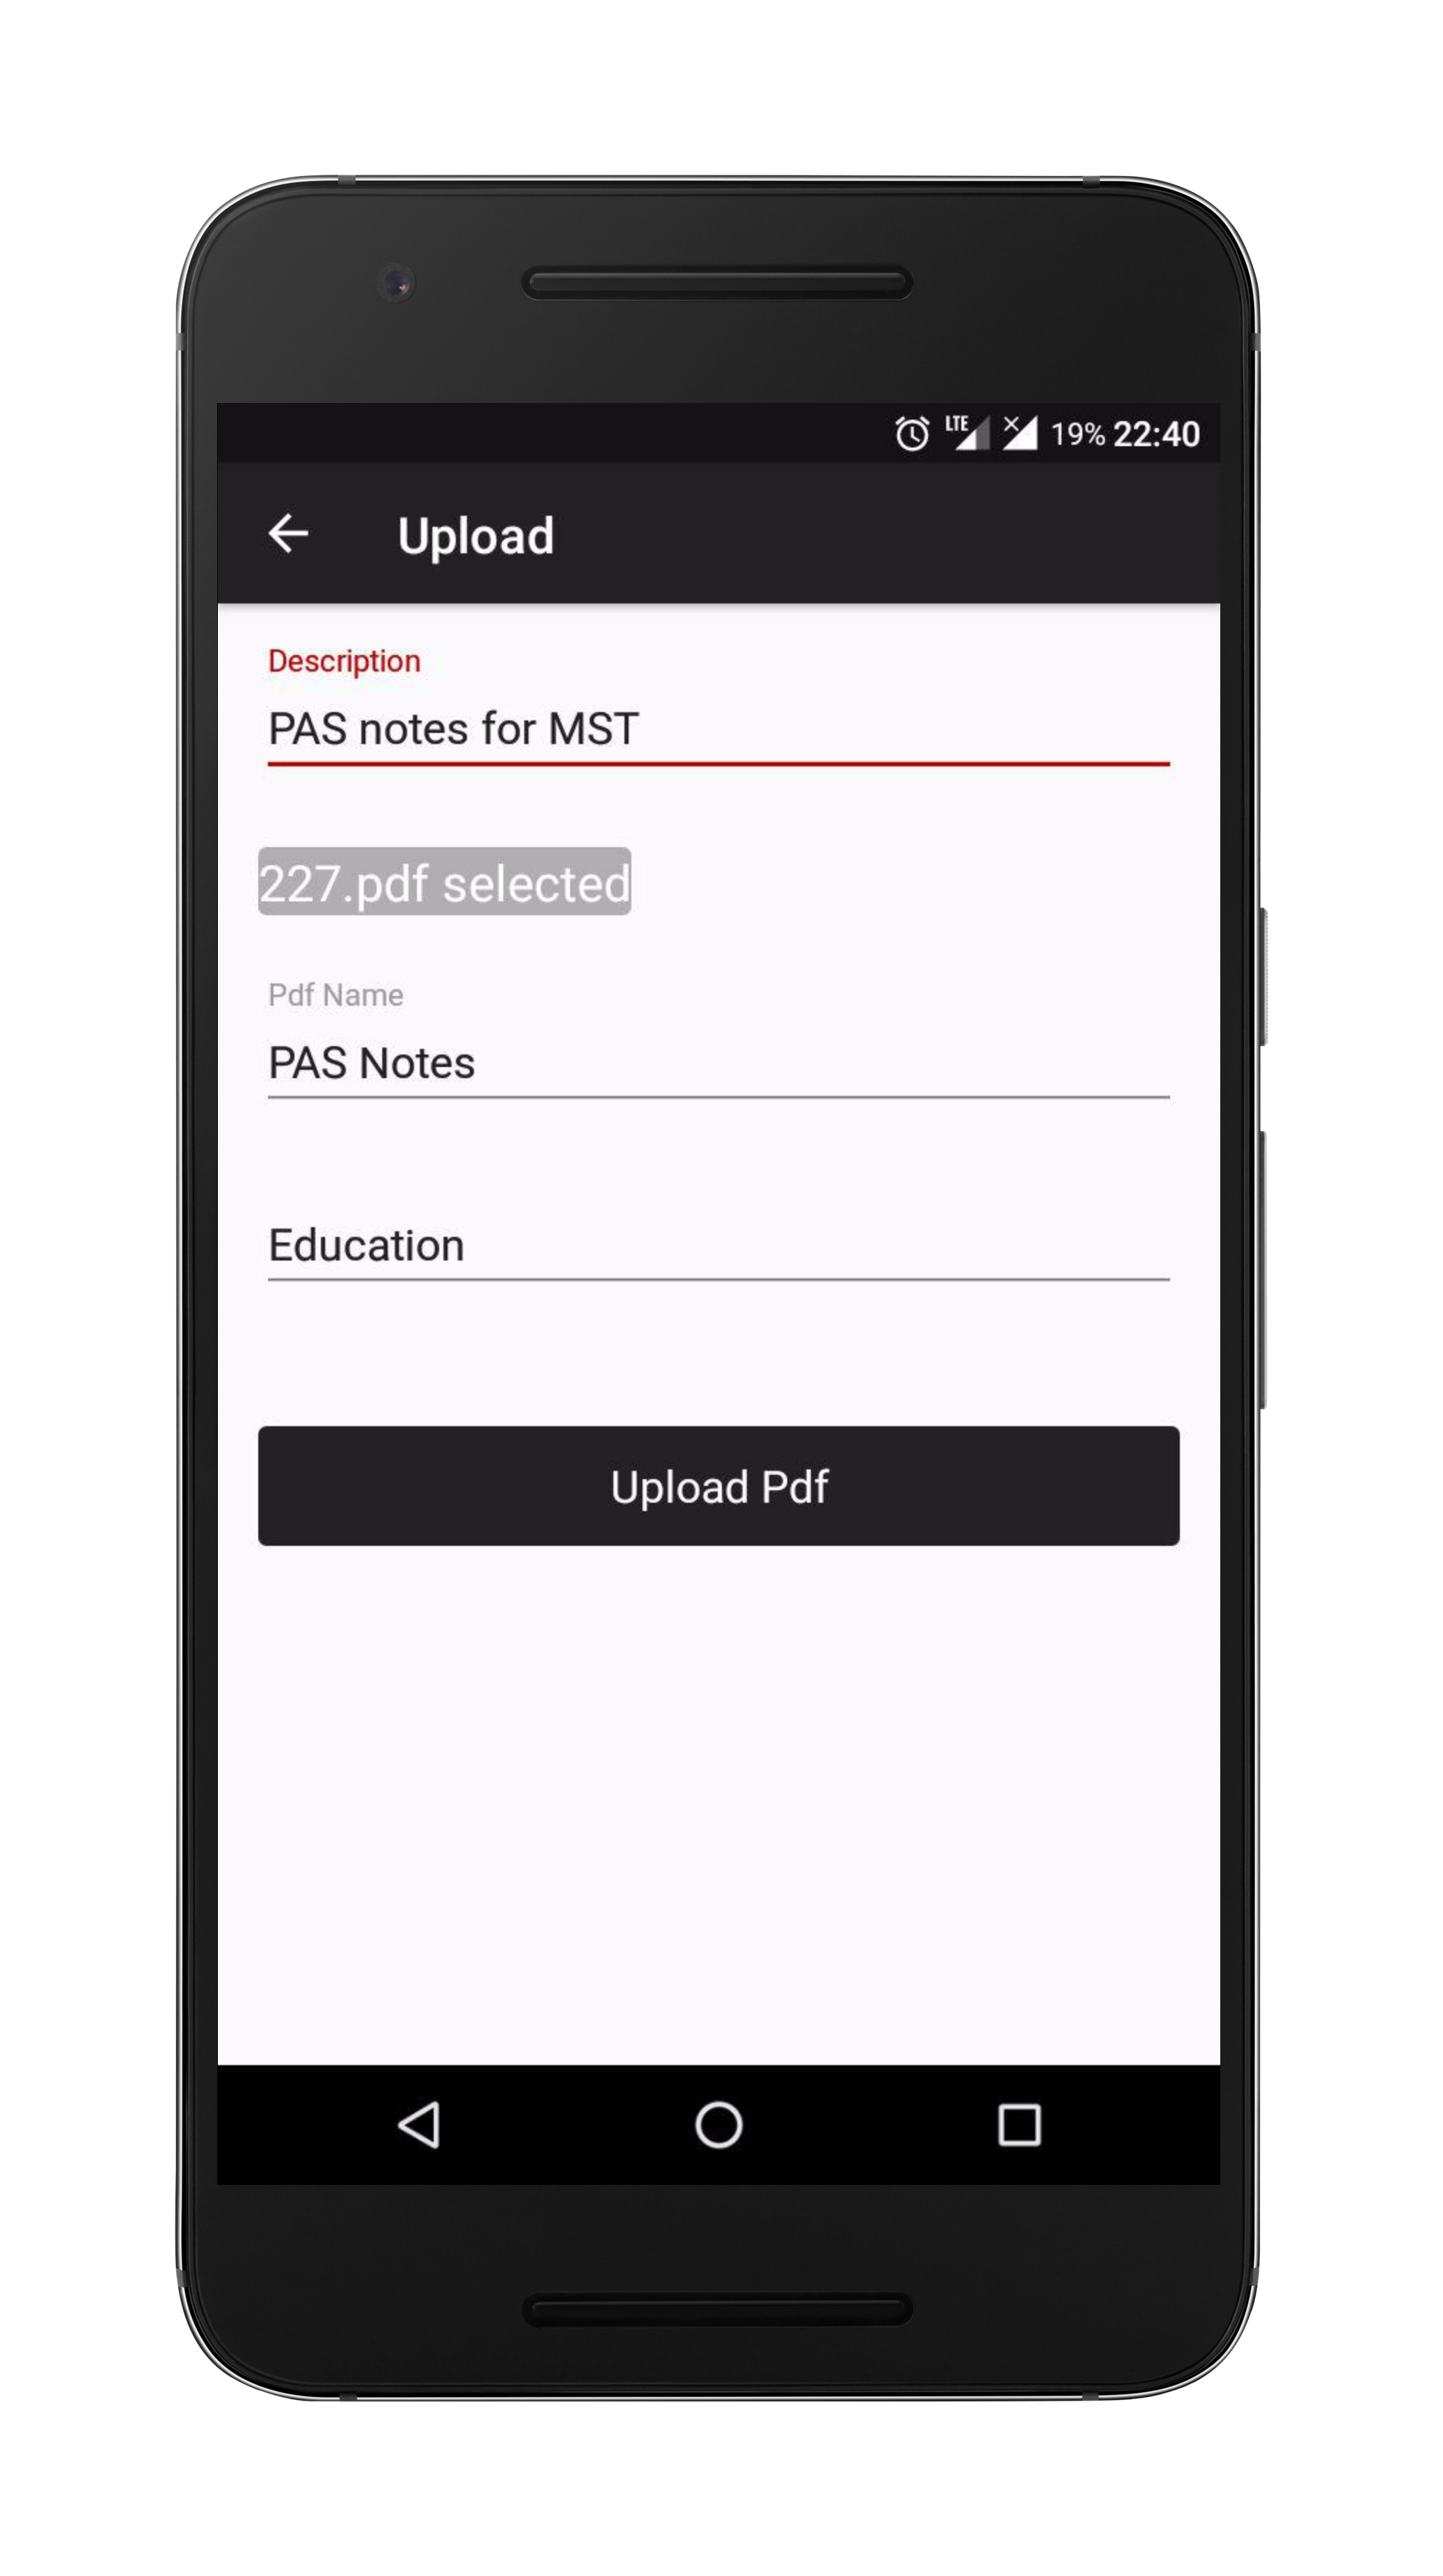 LTE 19% 22:40
Upload
Description
PAS notes for MST
227.pdf selected
Pdf Name
PAS Notes
Education
Upload Pdf